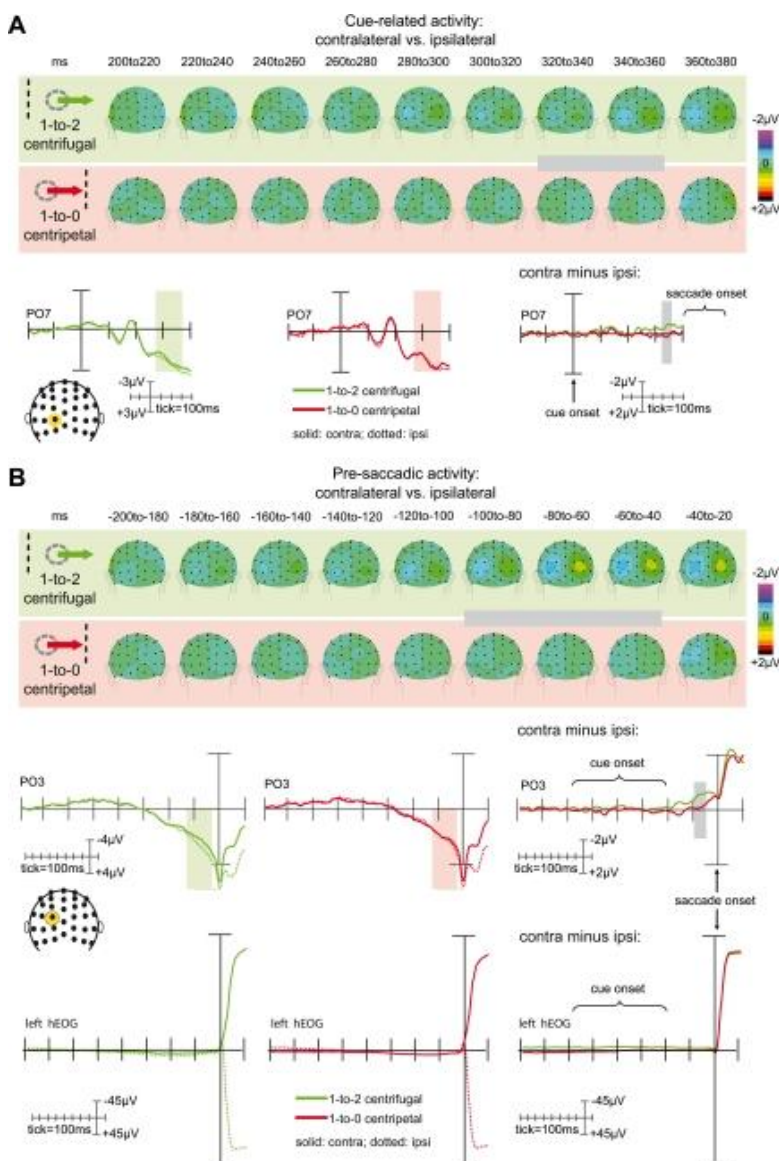 A
Cue-related activity:
contralateral vs. ipsilateral
ms 200to220 220to240 240to260 260to280 280to300 300to320 320to340 340to360 360to380
1-to-2
centrifugal
1-to-0
centripetal
-2µV
0
+2µV
contra minus ipsi:
saccade onset
PO7 PO7 PO7
-3µV
+3µV
tick=100ms
1-to-2 centrifugal
1-to-0 centripetal
solid: contra; dotted: ipsi
cue onset
-2µV
+2µV
tick=100ms
B
Pre-saccadic activity:
contralateral vs. ipsilateral
ms -200to-180 -180to-160 -160to-140 -140to-120 -120to-100 -100to-80 -80to-60 -60to-40 -40to-20
1-to-2
centrifugal
1-to-0
centripetal
-2µV
0
+2µV
contra minus ipsi:
cue onset
PO3 PO3 PO3
-4µV
+4µV
tick=100ms
-2µV
+2µV
tick=100ms
saccade onset
contra minus ipsi:
cue onset
left hEOG left hEOG left hEOG
-45µV
+45µV
tick=100ms
1-to-2 centrifugal
1-to-0 centripetal
solid: contra; dotted: ipsi
-45µV
+45µV
tick=100ms